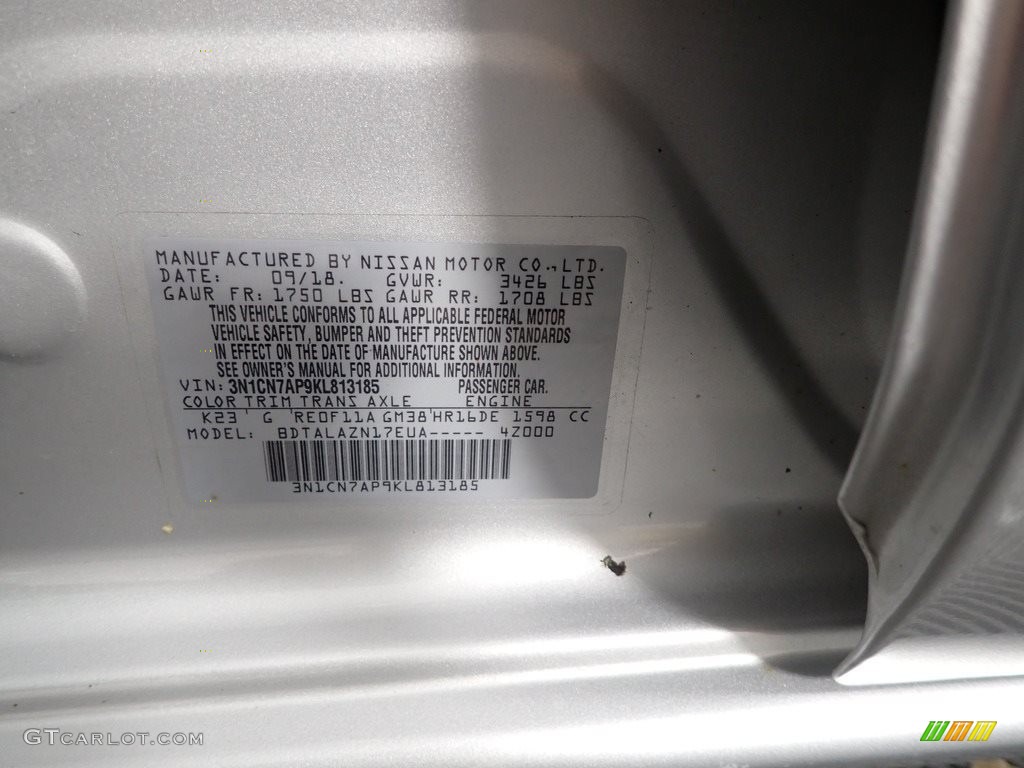 MANUFACTURED BY NISSAN MOTOR CO., LTD.
DATE: 09/18. GVWR: 3426 LBS
GAWR FR: 1750 LBS GAWR RR: 1708 LBS
THIS VEHICLE CONFORMS TO ALL APPLICABLE FEDERAL MOTOR
VEHICLE SAFETY, BUMPER AND THEFT PREVENTION STANDARDS
IN EFFECT ON THE DATE OF MANUFACTURE SHOWN ABOVE.
SEE OWNER'S MANUAL FOR ADDITIONAL INFORMATION.
VIN: 3N1CN7AP9KL813185 PASSENGER CAR.
COLOR TRIM TRANS AXLE ENGINE
K23 G RE0F11A GM38 HR16DE 1598 CC
MODEL: BDTALAZN17EUA----- 4Z000
3N1CN7AP9KL813185
GTCARLOT.COM